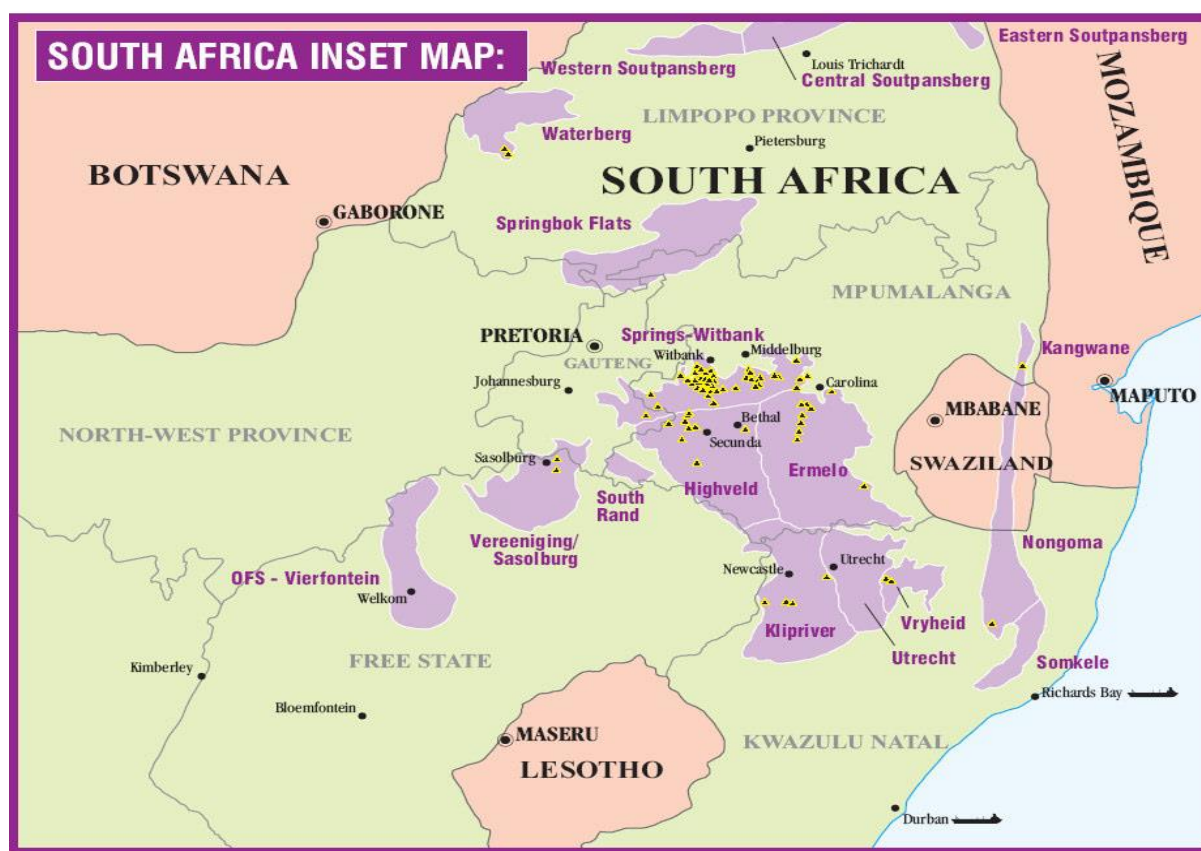 SOUTH AFRICA INSET MAP:
Eastern Soutpansberg
Western Soutpansberg
Louis Trichardt
Central Soutpansberg
MOZAMBIQUE
LIMPOPO PROVINCE
Waterberg
Pietersburg
BOTSWANA
SOUTH AFRICA
GABORONE
Springbok Flats
MPUMALANGA
PRETORIA
Springs-Witbank
Witbank
Middelburg
GAUTENG
Kangwane
Johannesburg
Carolina
MAPUTO
MBABANE
NORTH-WEST PROVINCE
Bethal
Secunda
Sasolburg
SWAZILAND
Ermelo
Highveld
South
Rand
Vereeniging/
Sasolburg
Nongoma
Utrecht
Newcastle
OFS - Vierfontein
Welkom
Vryheid
Klipriver
Utrecht
FREE STATE
Somkele
Kimberley
Richards Bay
Bloemfontein
MASERU
KWAZULU NATAL
LESOTHO
Durban